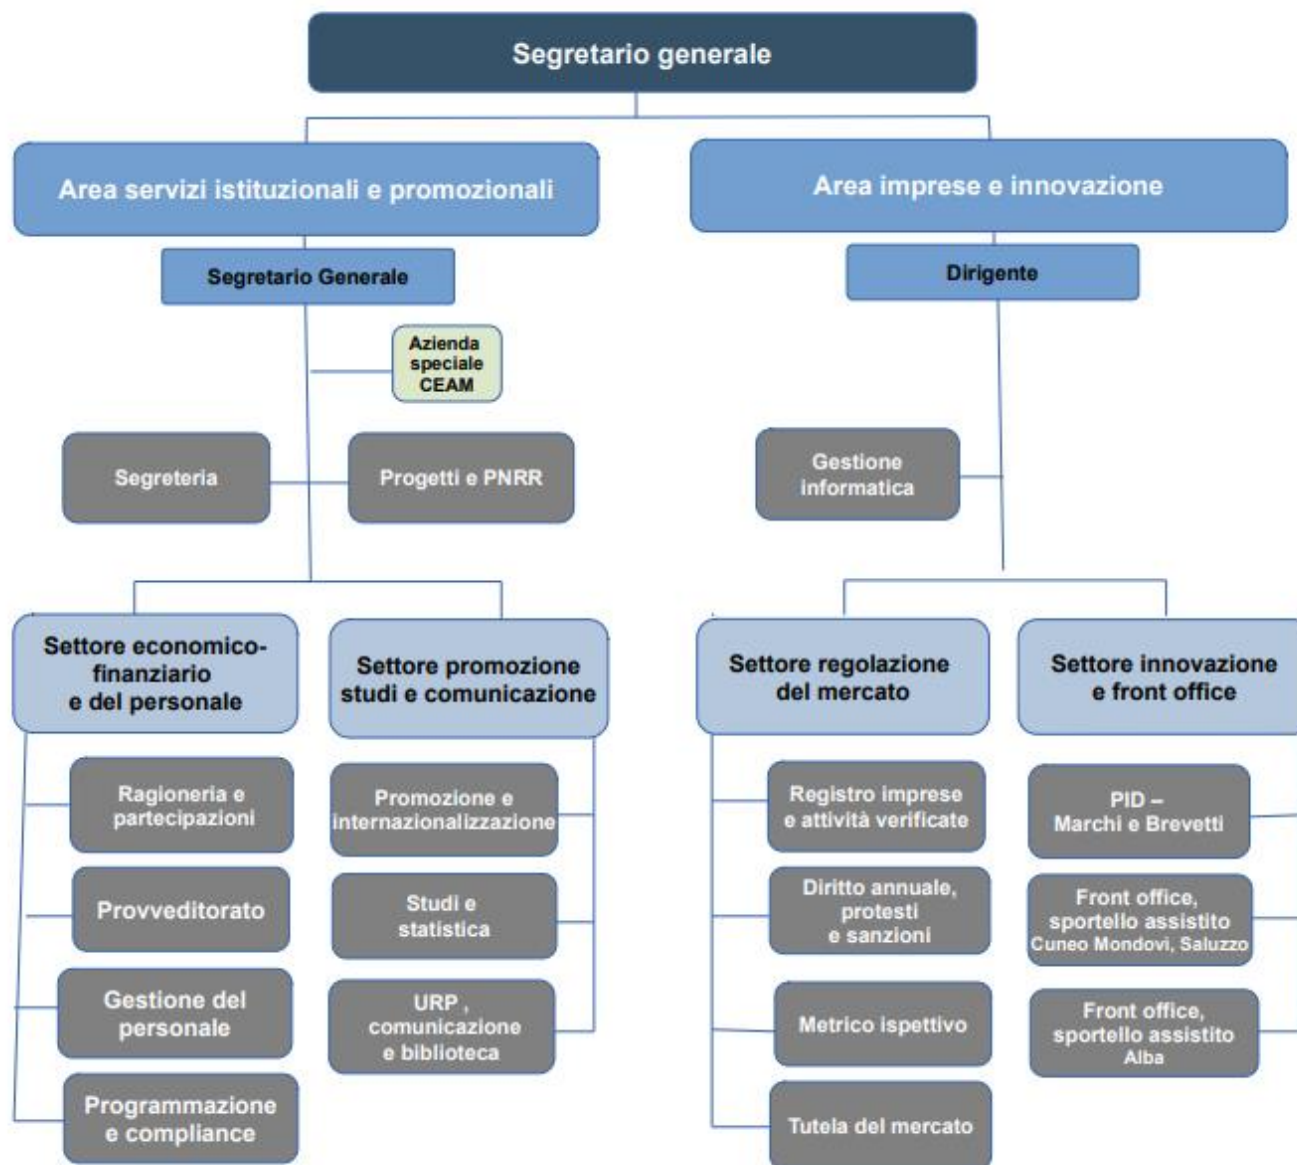 Segretario generale
Area servizi istituzionali e promozionali
Area imprese e innovazione
Segretario Generale
Dirigente
Azienda
speciale
CEAM
Segreteria
Progetti e PNRR
Gestione
informatica
Settore economico-
finanziario
e del personale
Settore promozione
studi e comunicazione
Settore regolazione
del mercato
Settore innovazione
e front office
Ragioneria e
partecipazioni
Provveditorato
Gestione del
personale
Programmazione
e compliance
Promozione e
internazionalizzazione
Studi e
statistica
URP ,
comunicazione
e biblioteca
Registro imprese
e attività verificate
Diritto annuale,
protesti
e sanzioni
Metrico ispettivo
Tutela del mercato
PID –
Marchi e Brevetti
Front office,
sportello assistito
Cuneo Mondovì, Saluzzo
Front office,
sportello assistito
Alba